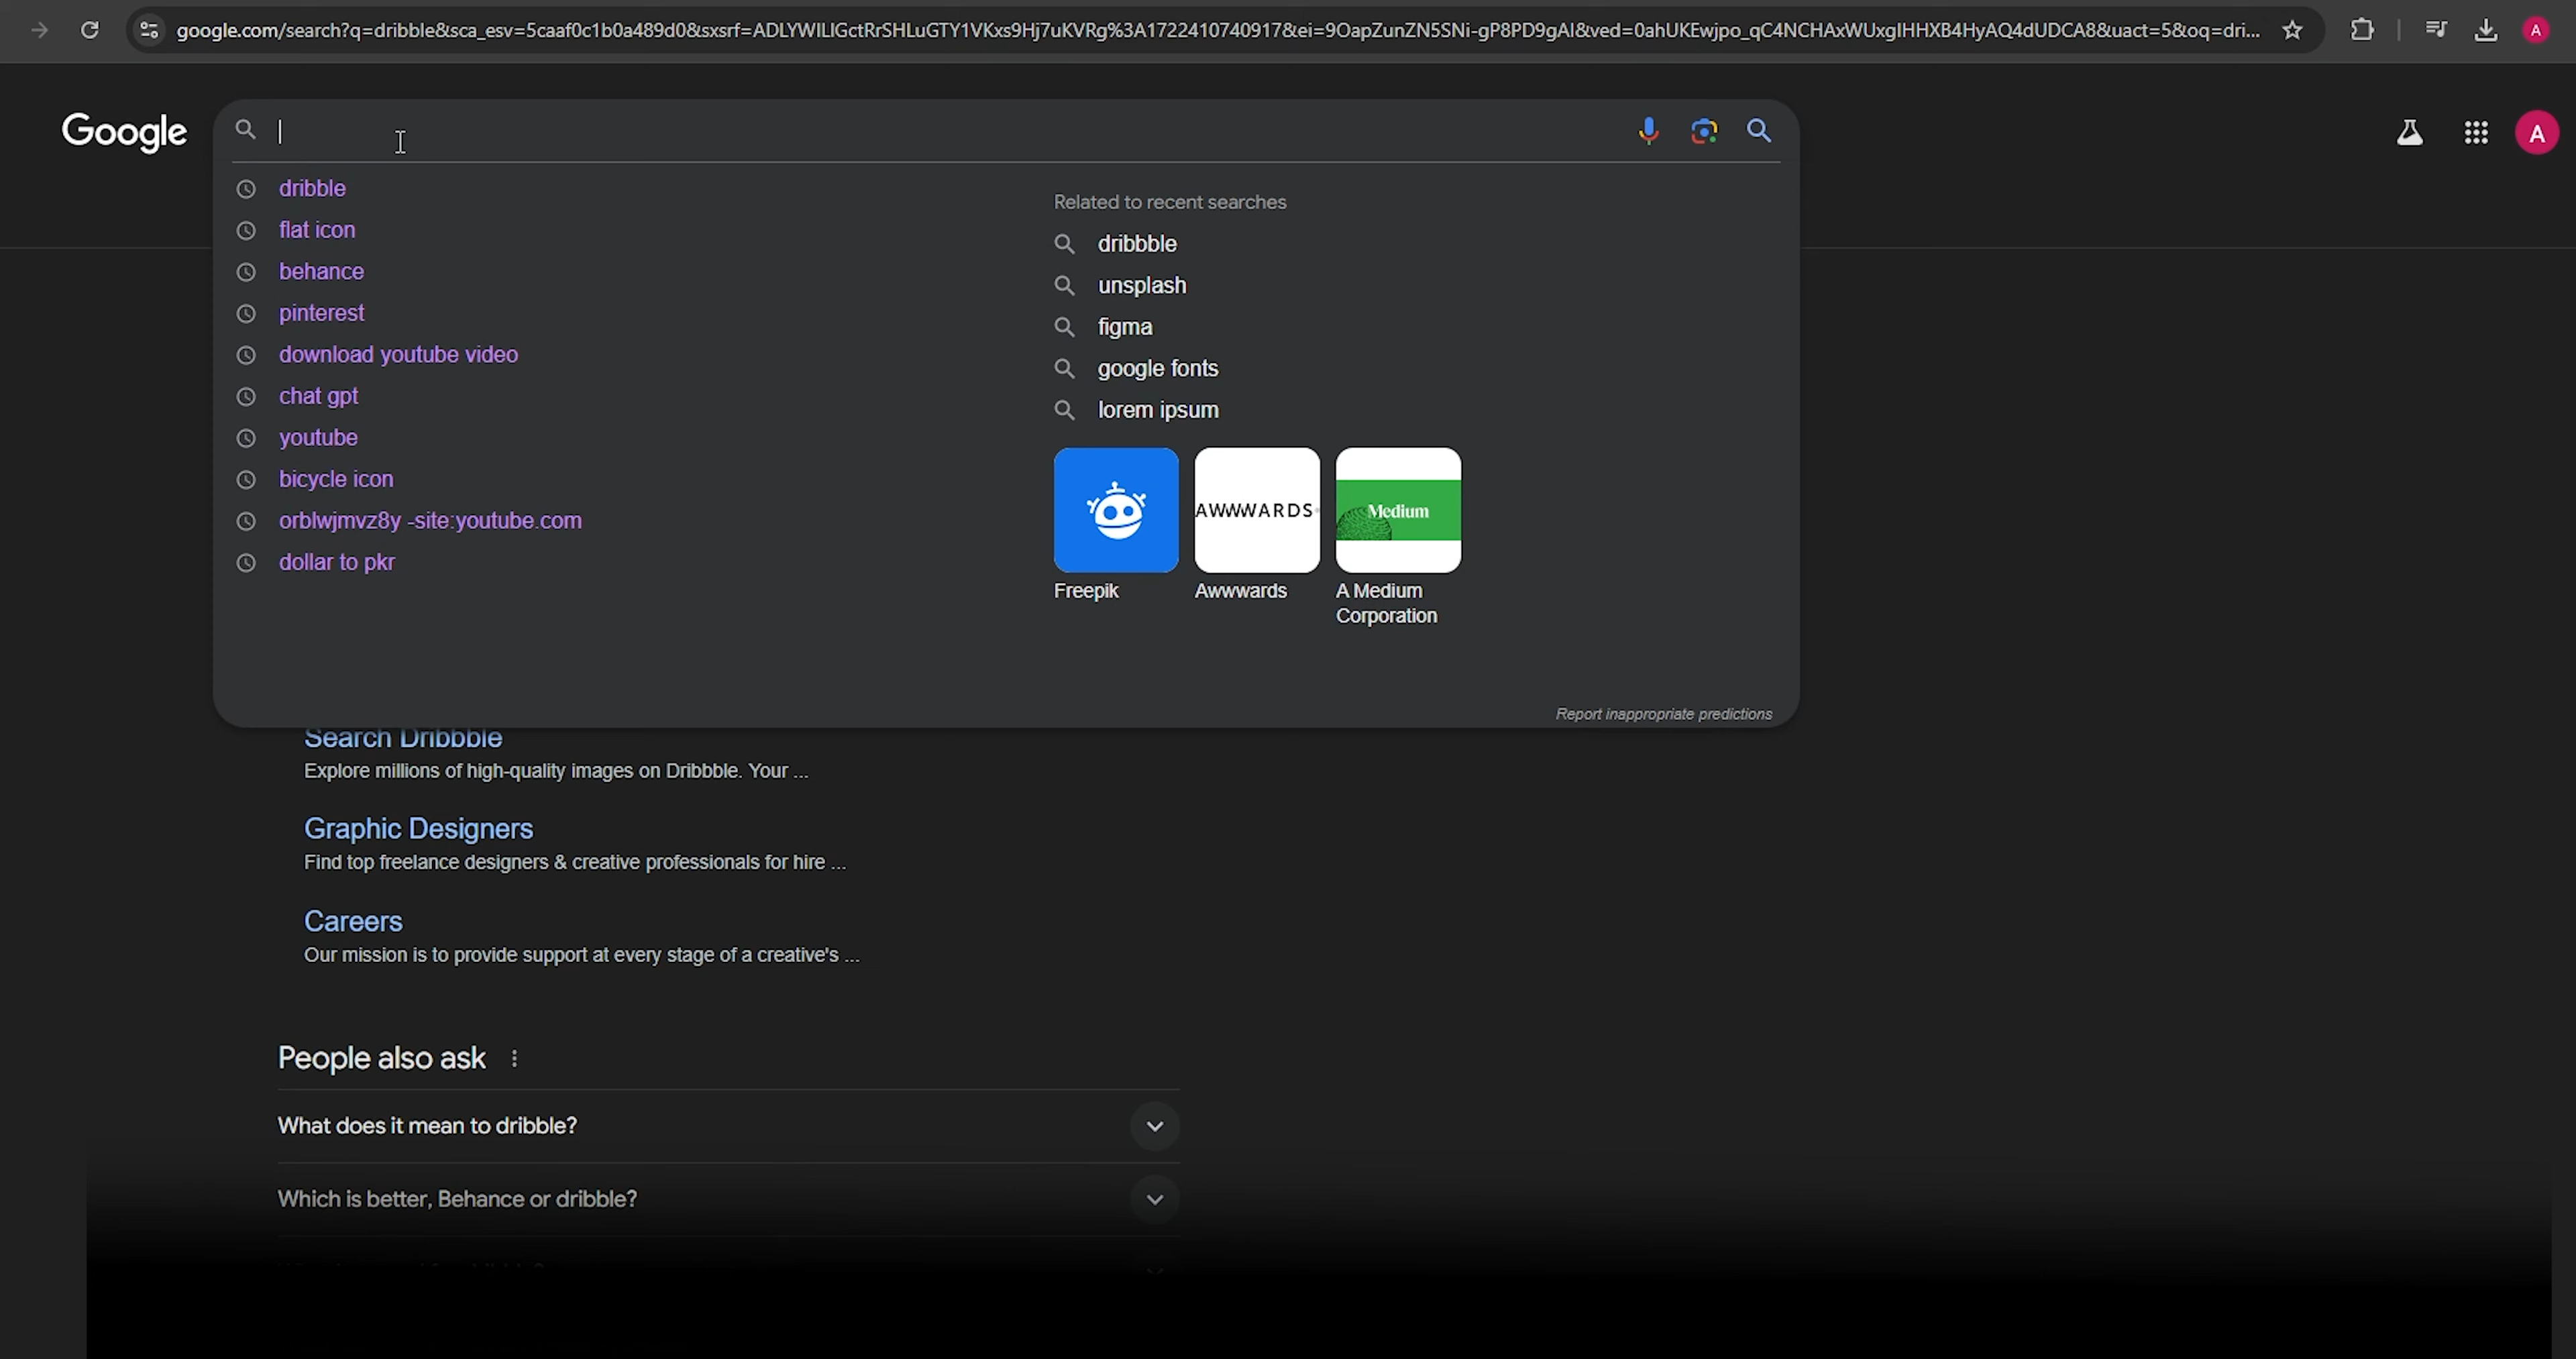 google.com/search?q=dribble&sca_esv=5caaf0c1b0a489d0&sxsrf=ADLYWILIGctRrSHLuGTY1VKxs9Hj7uKVRg%3A1722410740917&ei=9OapZunZN5SNi-gP8PD9gAI&ved=0ahUKEwjpo_qC4NCHAxWUxgIHHXB4HyAQ4dUDCA8&uact=5&oq=dri...
A
Google
A
dribble
flat icon
behance
pinterest
download youtube video
chat gpt
youtube
bicycle icon
orblwjmvz8y -site:youtube.com
dollar to pkr
Related to recent searches
dribbble
unsplash
figma
google fonts
lorem ipsum
AWWWARDS
Medium
Freepik
Awwwards
A Medium
Corporation
Report inappropriate predictions
Search Dribbble
Explore millions of high-quality images on Dribbble. Your ...
Graphic Designers
Find top freelance designers & creative professionals for hire ...
Careers
Our mission is to provide support at every stage of a creative's ...
People also ask
What does it mean to dribble?
Which is better, Behance or dribble?